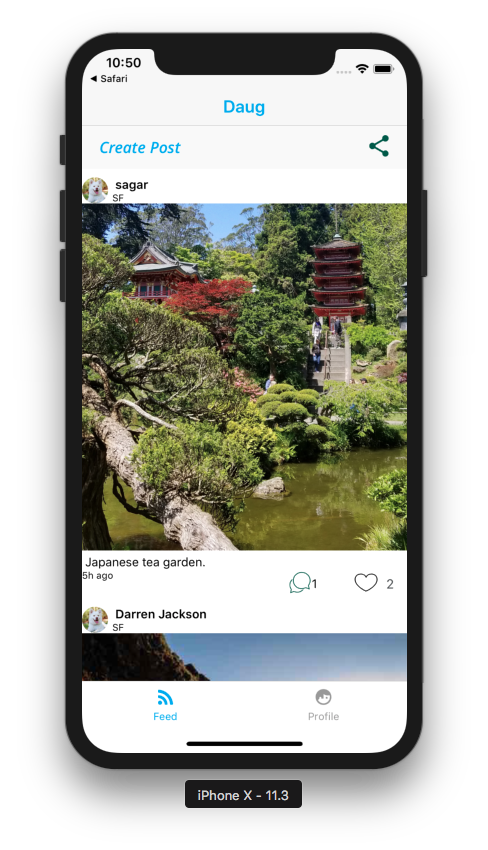 10:50
◀ Safari
Daug
Create Post
sagar
SF
Japanese tea garden.
5h ago
1
2
Darren Jackson
SF
Feed
Profile
iPhone X - 11.3